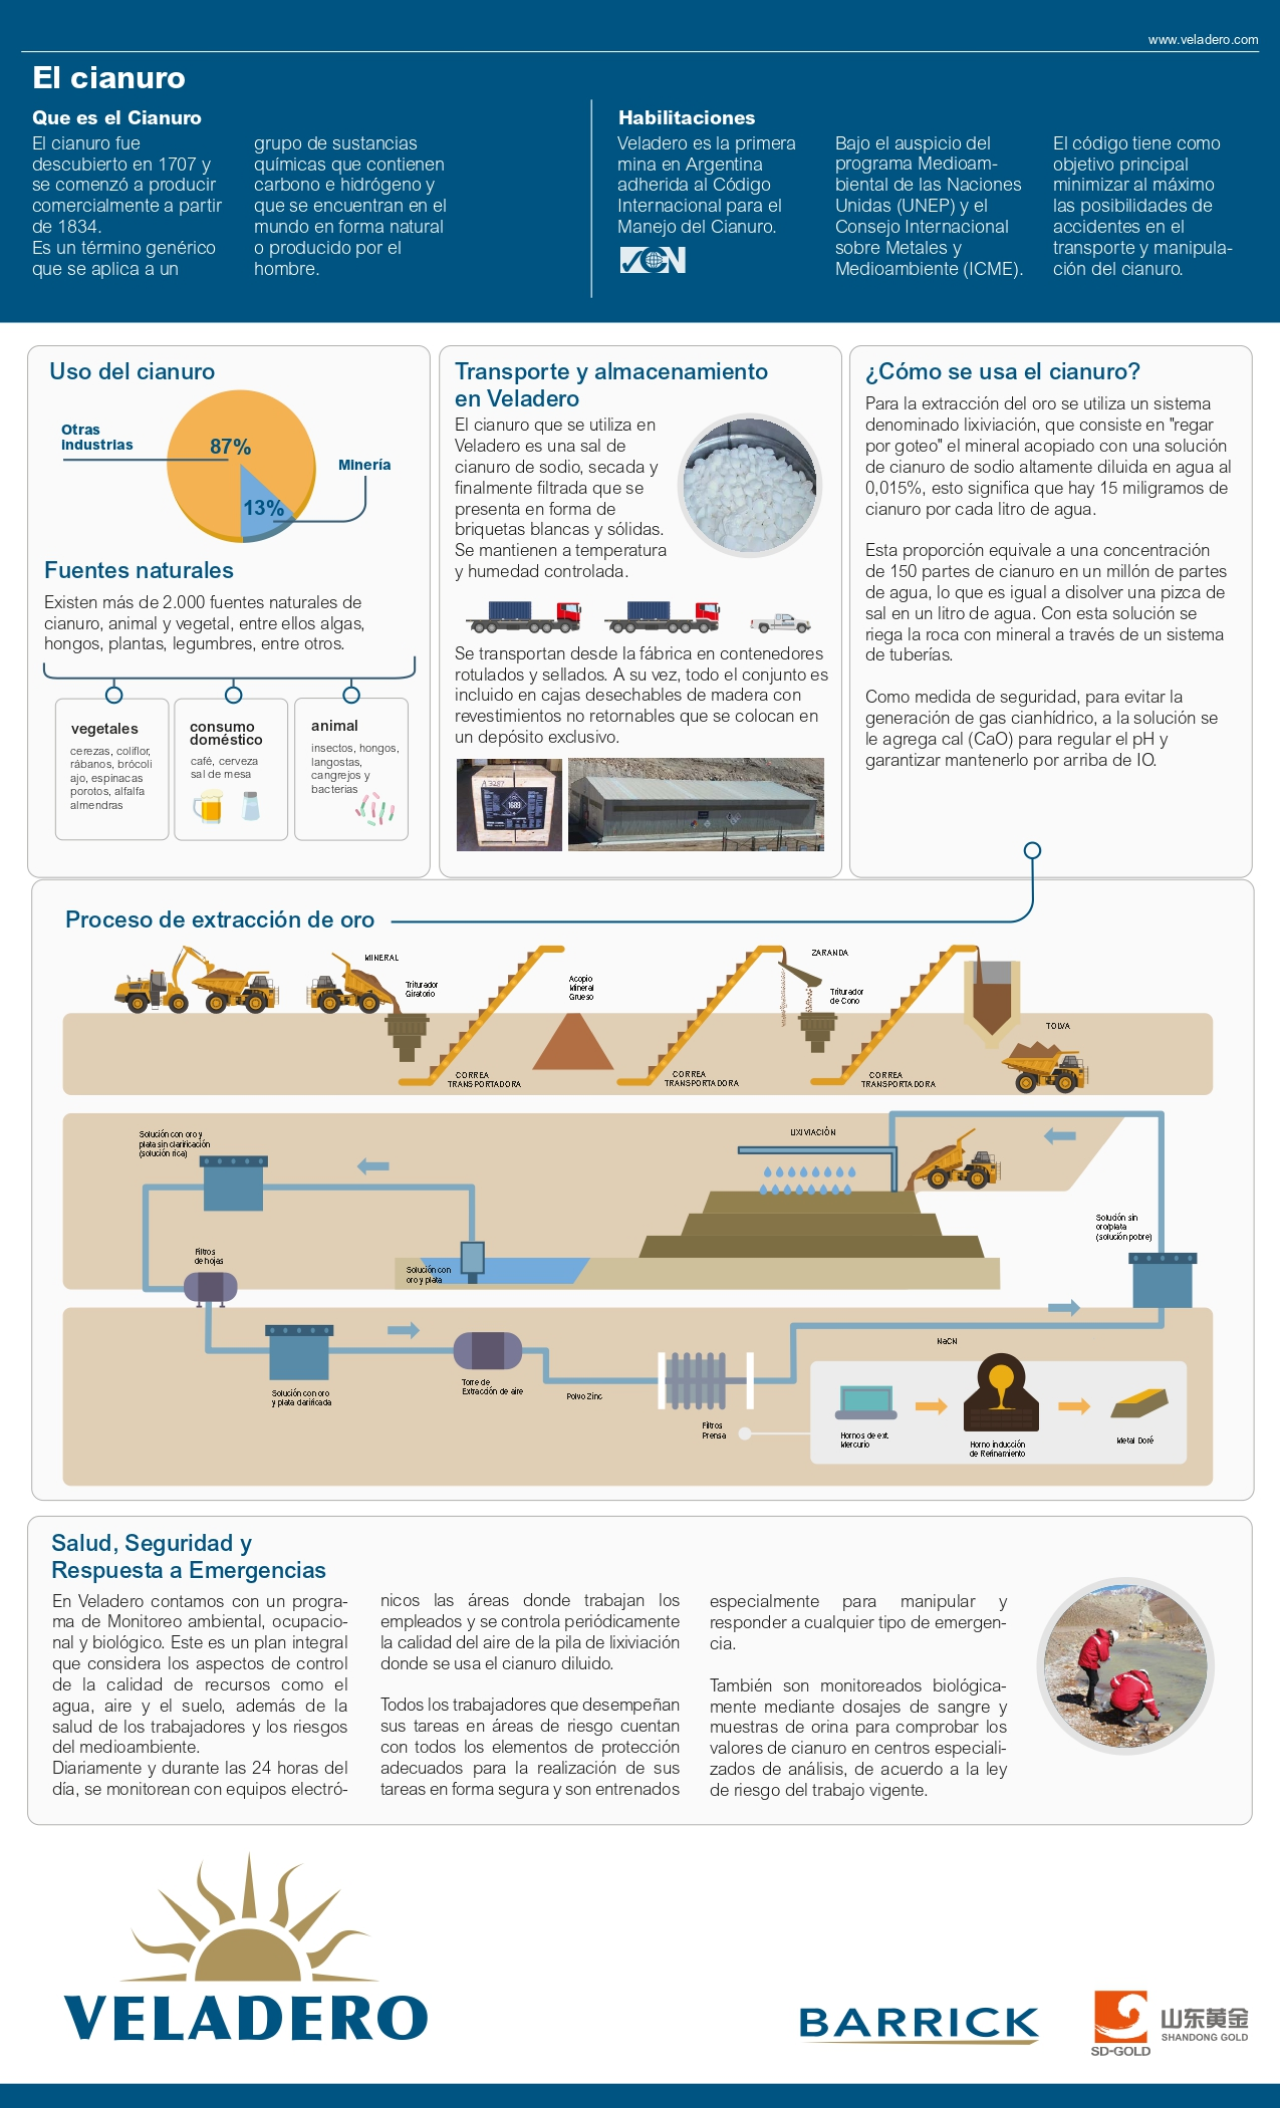 www.veladero.com
El cianuro
Que es el Cianuro
El cianuro fue
descubierto en 1707 y
se comenzó a producir
comercialmente a partir
de 1834.
Es un término genérico
que se aplica a un
grupo de sustancias
químicas que contienen
carbono e hidrógeno y
que se encuentran en el
mundo en forma natural
o producido por el
hombre.
Habilitaciones
Veladero es la primera
mina en Argentina
adherida al Código
Internacional para el
Manejo del Cianuro.
Bajo el auspicio del
programa Medioam-
biental de las Naciones
Unidas (UNEP) y el
Consejo Internacional
sobre Metales y
Medioambiente (ICME).
El código tiene como
objetivo principal
minimizar al máximo
las posibilidades de
accidentes en el
transporte y manipula-
ción del cianuro.
Uso del cianuro
Otras
industrias
87%
Minería
13%
Fuentes naturales
Existen más de 2.000 fuentes naturales de
cianuro, animal y vegetal, entre ellos algas,
hongos, plantas, legumbres, entre otros.
vegetales
cerezas, coliflor,
rábanos, brócoli
ajo, espinacas
porotos, alfalfa
almendras
consumo
doméstico
café, cerveza
sal de mesa
animal
insectos, hongos,
langostas,
cangrejos y
bacterias
Transporte y almacenamiento
en Veladero
El cianuro que se utiliza en
Veladero es una sal de
cianuro de sodio, secada y
finalmente filtrada que se
presenta en forma de
briquetas blancas y sólidas.
Se mantienen a temperatura
y humedad controlada.
Se transportan desde la fábrica en contenedores
rotulados y sellados. A su vez, todo el conjunto es
incluido en cajas desechables de madera con
revestimientos no retornables que se colocan en
un depósito exclusivo.
1689
¿Cómo se usa el cianuro?
Para la extracción del oro se utiliza un sistema
denominado lixiviación, que consiste en "regar
por goteo" el mineral acopiado con una solución
de cianuro de sodio altamente diluida en agua al
0,015%, esto significa que hay 15 miligramos de
cianuro por cada litro de agua.
Esta proporción equivale a una concentración
de 150 partes de cianuro en un millón de partes
de agua, lo que es igual a disolver una pizca de
sal en un litro de agua. Con esta solución se
riega la roca con mineral a través de un sistema
de tuberías.
Como medida de seguridad, para evitar la
generación de gas cianhídrico, a la solución se
le agrega cal (CaO) para regular el pH y
garantizar mantenerlo por arriba de IO.
Proceso de extracción de oro
MINERAL
Triturador
Giratorio
CORREA
TRANSPORTADORA
Acopio
Mineral
Grueso
CORREA
TRANSPORTADORA
ZARANDA
Triturador
de Cono
CORREA
TRANSPORTADORA
TOLVA
Solución con oro y
plata sin clarificación
(solución rica)
LIXIVIACIÓN
Solución sin
oro/plata
(solución pobre)
Filtros
de hojas
Solución con
oro y plata
Solución con oro
y plata clarificada
Torre de
Extracción de aire
Polvo Zinc
Filtros
Prensa
NaCN
Hornos de ext.
Mercurio
Horno inducción
de Refinamiento
Metal Doré
Salud, Seguridad y
Respuesta a Emergencias
En Veladero contamos con un progra-
ma de Monitoreo ambiental, ocupacio-
nal y biológico. Este es un plan integral
que considera los aspectos de control
de la calidad de recursos como el
agua, aire y el suelo, además de la
salud de los trabajadores y los riesgos
del medioambiente.
Diariamente y durante las 24 horas del
día, se monitorean con equipos electró-
nicos las áreas donde trabajan los
empleados y se controla periódicamente
la calidad del aire de la pila de lixiviación
donde se usa el cianuro diluido.
Todos los trabajadores que desempeñan
sus tareas en áreas de riesgo cuentan
con todos los elementos de protección
adecuados para la realización de sus
tareas en forma segura y son entrenados
especialmente para manipular y
responder a cualquier tipo de emergen-
cia.
También son monitoreados biológica-
mente mediante dosajes de sangre y
muestras de orina para comprobar los
valores de cianuro en centros especiali-
zados de análisis, de acuerdo a la ley
de riesgo del trabajo vigente.
VELADERO
BARRICK
SD-GOLD
山东黄金
SHANDONG GOLD